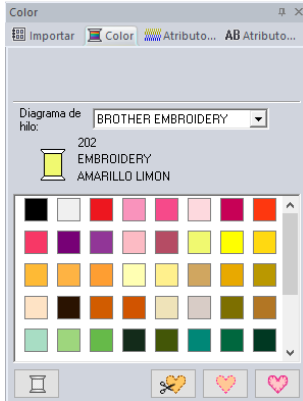 Color
Importar Color Atributo... AB Atributo...
Diagrama de hilo: BROTHER EMBROIDERY
202
EMBROIDERY
AMARILLO LIMON